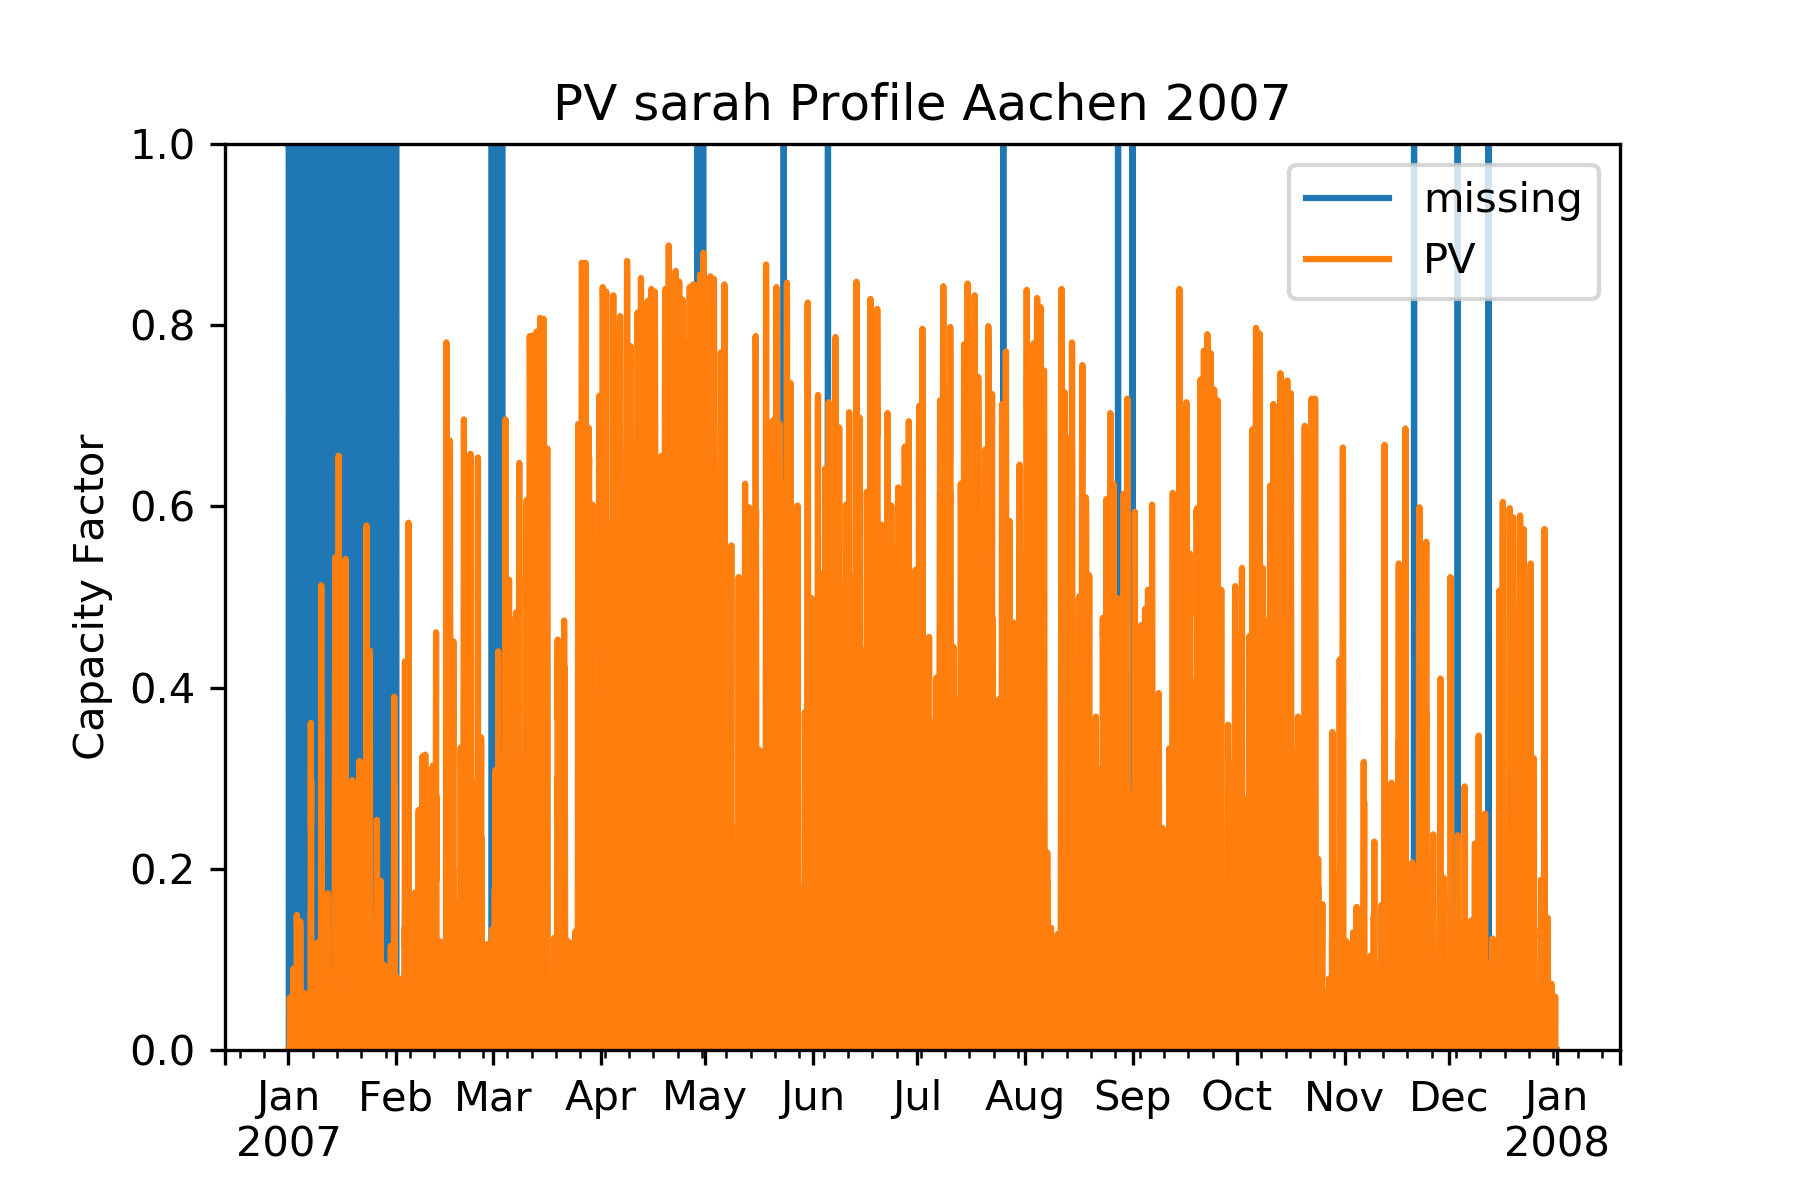 PV sarah Profile Aachen 2007
1.0
0.8
0.6
0.4
0.2
0.0
Capacity Factor
missing
PV
Jan Feb Mar Apr May Jun Jul Aug Sep Oct Nov Dec Jan
2007 2008